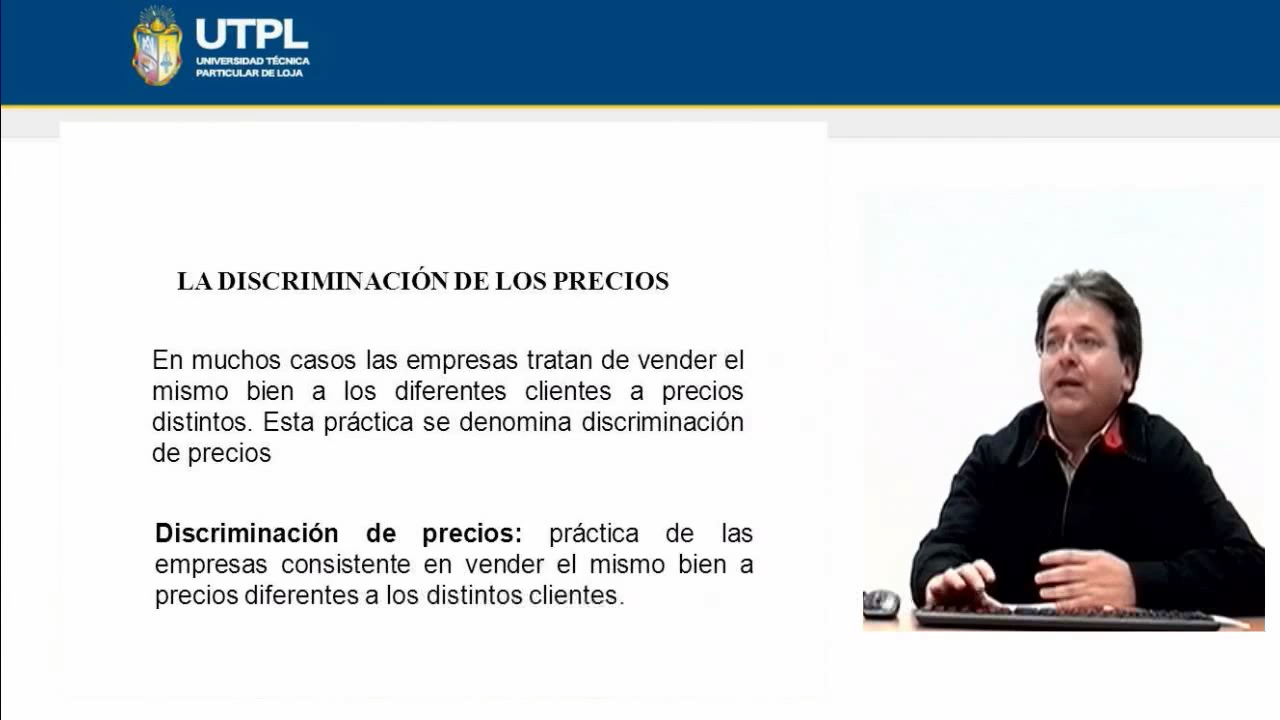 UTPL
UNIVERSIDAD TÉCNICA
PARTICULAR DE LOJA
LA DISCRIMINACIÓN DE LOS PRECIOS
En muchos casos las empresas tratan de vender el
mismo bien a los diferentes clientes a precios
distintos. Esta práctica se denomina discriminación
de precios
Discriminación de precios: práctica de las
empresas consistente en vender el mismo bien a
precios diferentes a los distintos clientes.